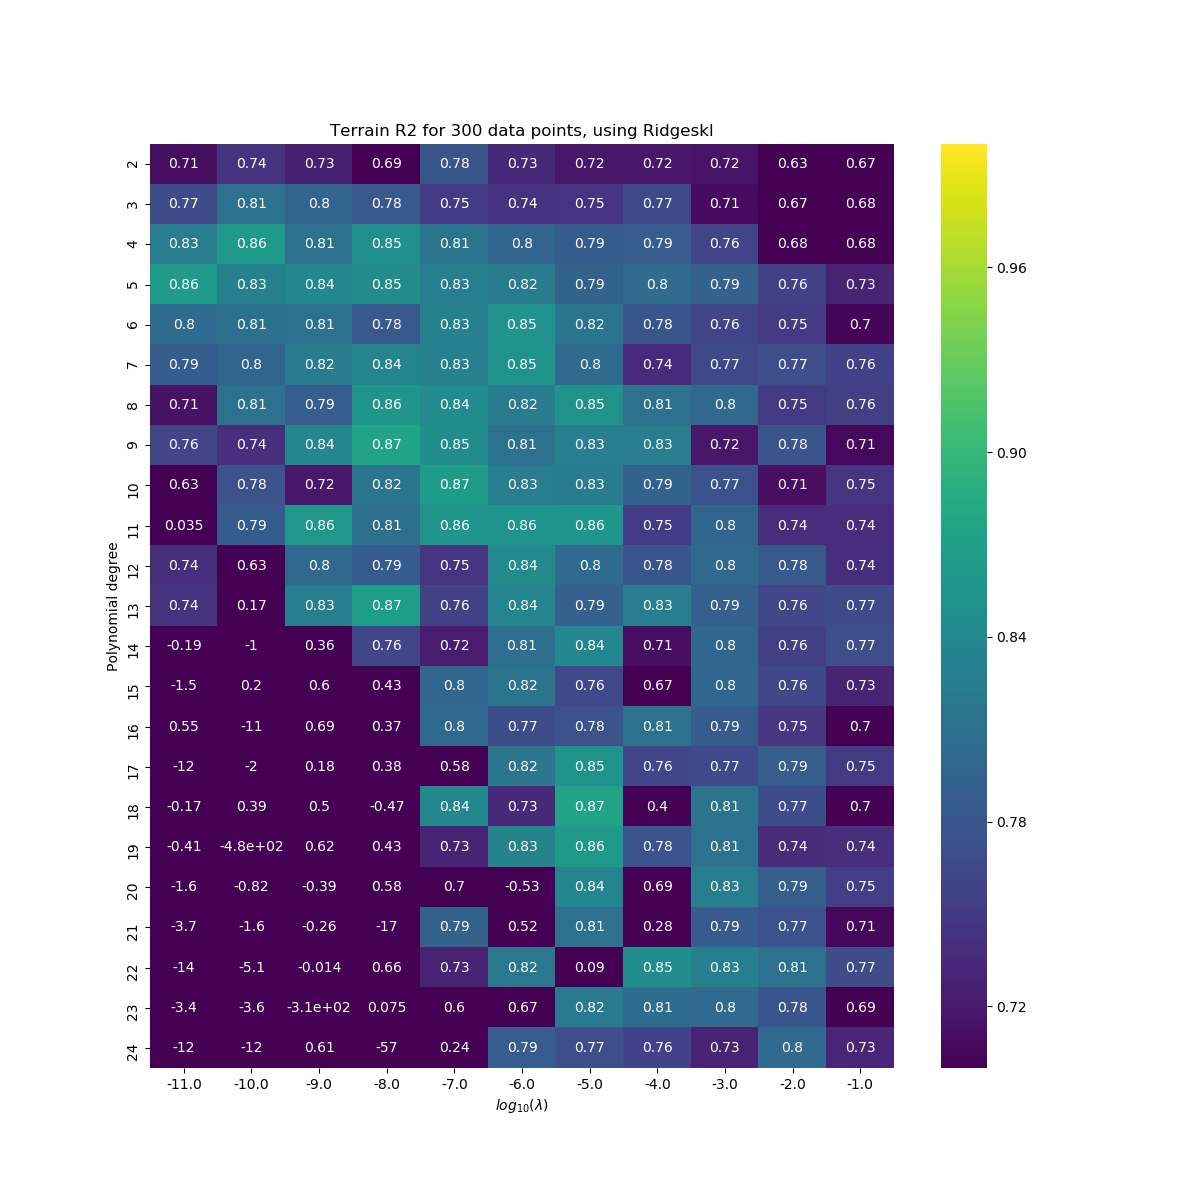 Terrain R2 for 300 data points, using Ridgeskl
2 0.71 0.74 0.73 0.69 0.78 0.73 0.72 0.72 0.72 0.63 0.67
3 0.77 0.81 0.8 0.78 0.75 0.74 0.75 0.77 0.71 0.67 0.68
4 0.83 0.86 0.81 0.85 0.81 0.8 0.79 0.79 0.76 0.68 0.68
5 0.86 0.83 0.84 0.85 0.83 0.82 0.79 0.8 0.79 0.76 0.73
6 0.8 0.81 0.81 0.78 0.83 0.85 0.82 0.78 0.76 0.75 0.7
7 0.79 0.8 0.82 0.84 0.83 0.85 0.8 0.74 0.77 0.77 0.76
8 0.71 0.81 0.79 0.86 0.84 0.82 0.85 0.81 0.8 0.75 0.76
9 0.76 0.74 0.84 0.87 0.85 0.81 0.83 0.83 0.72 0.78 0.71
10 0.63 0.78 0.72 0.82 0.87 0.83 0.83 0.79 0.77 0.71 0.75
11 0.035 0.79 0.86 0.81 0.86 0.86 0.86 0.75 0.8 0.74 0.74
12 0.74 0.63 0.8 0.79 0.75 0.84 0.8 0.78 0.8 0.78 0.74
13 0.74 0.17 0.83 0.87 0.76 0.84 0.79 0.83 0.79 0.76 0.77
14 -0.19 -1 0.36 0.76 0.72 0.81 0.84 0.71 0.8 0.76 0.77
15 -1.5 0.2 0.6 0.43 0.8 0.82 0.76 0.67 0.8 0.76 0.73
16 0.55 -11 0.69 0.37 0.8 0.77 0.78 0.81 0.79 0.75 0.7
17 -12 -2 0.18 0.38 0.58 0.82 0.85 0.76 0.77 0.79 0.75
18 -0.17 0.39 0.5 -0.47 0.84 0.73 0.87 0.4 0.81 0.77 0.7
19 -0.41 -4.8e+02 0.62 0.43 0.73 0.83 0.86 0.78 0.81 0.74 0.74
20 -1.6 -0.82 -0.39 0.58 0.7 -0.53 0.84 0.69 0.83 0.79 0.75
21 -3.7 -1.6 -0.26 -17 0.79 0.52 0.81 0.28 0.79 0.77 0.71
22 -14 -5.1 -0.014 0.66 0.73 0.82 0.09 0.85 0.83 0.81 0.77
23 -3.4 -3.6 -3.1e+02 0.075 0.6 0.67 0.82 0.81 0.8 0.78 0.69
24 -12 -12 0.61 -57 0.24 0.79 0.77 0.76 0.73 0.8 0.73
-11.0 -10.0 -9.0 -8.0 -7.0 -6.0 -5.0 -4.0 -3.0 -2.0 -1.0
log10(λ)
Polynomial degree
0.96
0.90
0.84
0.78
0.72